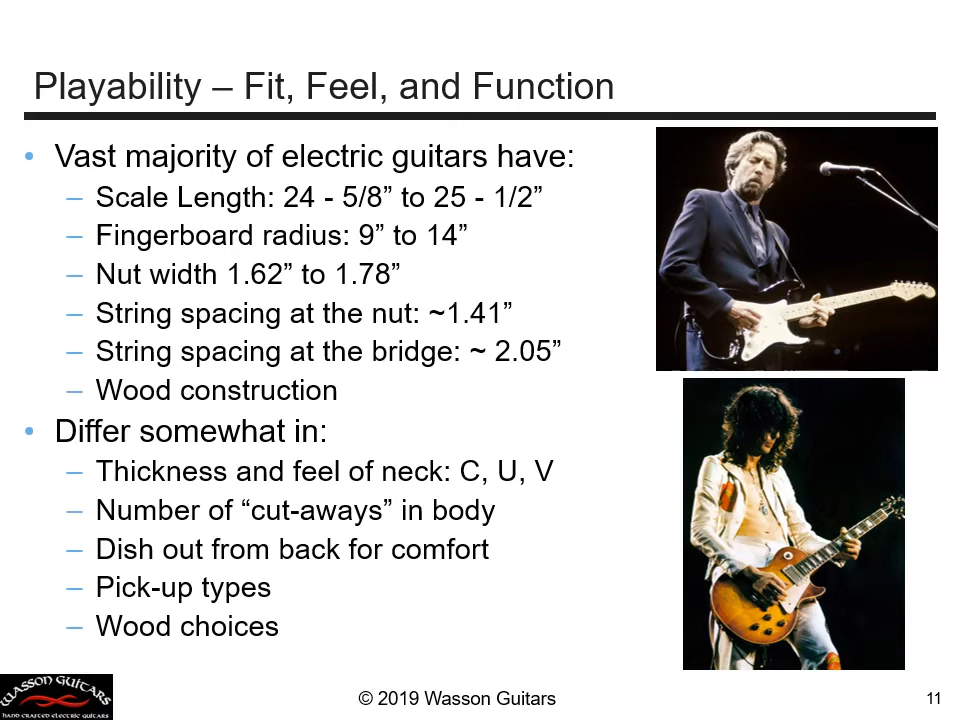 Playability – Fit, Feel, and Function
• Vast majority of electric guitars have:
– Scale Length: 24 - 5/8” to 25 - 1/2”
– Fingerboard radius: 9” to 14”
– Nut width 1.62” to 1.78”
– String spacing at the nut: ~1.41”
– String spacing at the bridge: ~ 2.05”
– Wood construction
• Differ somewhat in:
– Thickness and feel of neck: C, U, V
– Number of “cut-aways” in body
– Dish out from back for comfort
– Pick-up types
– Wood choices
WASSON GUITARS
HAND CRAFTED ELECTRIC GUITARS
© 2019 Wasson Guitars
11